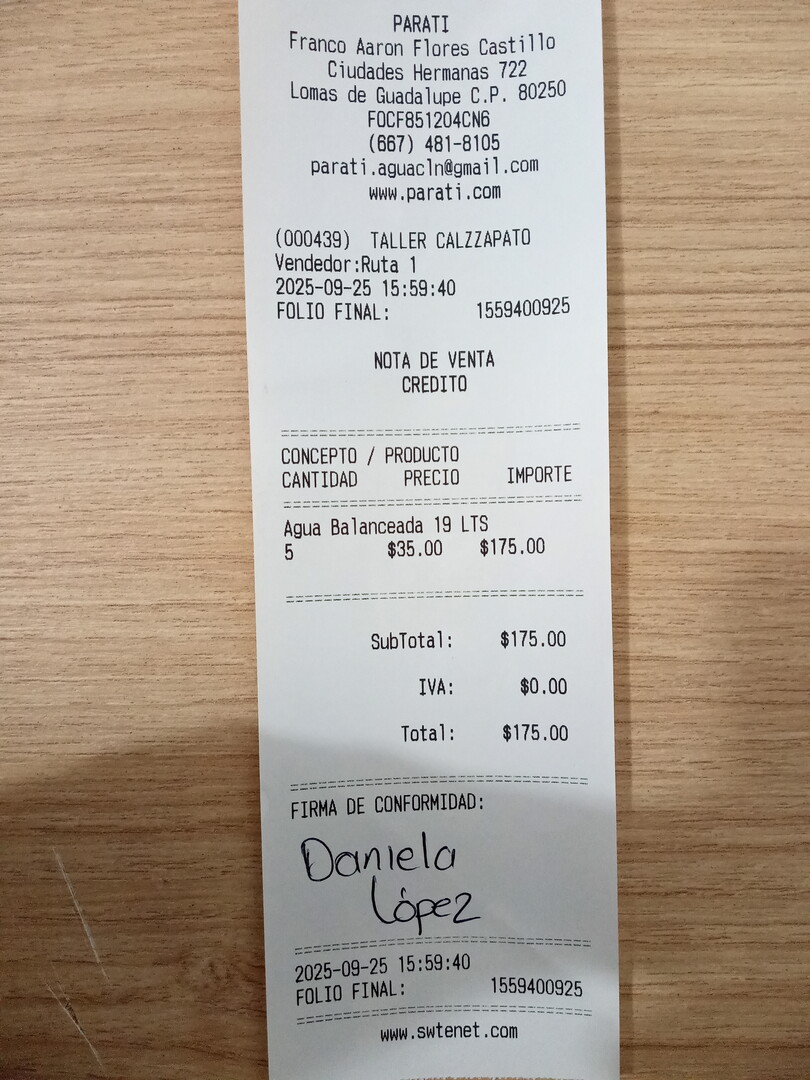 PARATI
Franco Aaron Flores Castillo
Ciudades Hermanas 722
Lomas de Guadalupe C.P. 80250
FOCF851204CN6
(667) 481-8105
parati.aguacln@gmail.com
www.parati.com
(000439) TALLER CALZZAPATO
Vendedor:Ruta 1
2025-09-25 15:59:40
FOLIO FINAL: 1559400925
NOTA DE VENTA
CREDITO
CONCEPTO / PRODUCTO
CANTIDAD PRECIO IMPORTE
Agua Balanceada 19 LTS
5 $35.00 $175.00
SubTotal: $175.00
IVA: $0.00
Total: $175.00
FIRMA DE CONFORMIDAD:
Daniela
López
2025-09-25 15:59:40
FOLIO FINAL: 1559400925
www.swtenet.com